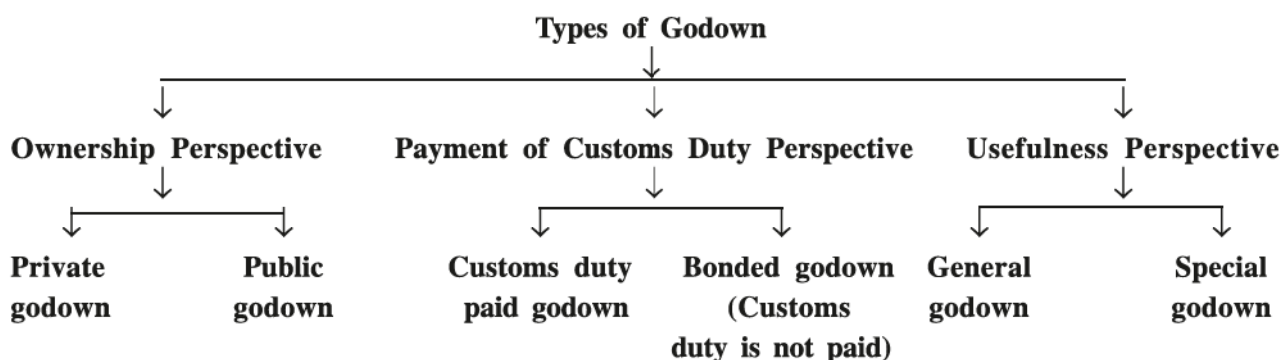 Types of Godown
Ownership Perspective
Payment of Customs Duty Perspective
Usefulness Perspective
Private
godown
Public
godown
Customs duty
paid godown
Bonded godown
(Customs
duty is not paid)
General
godown
Special
godown